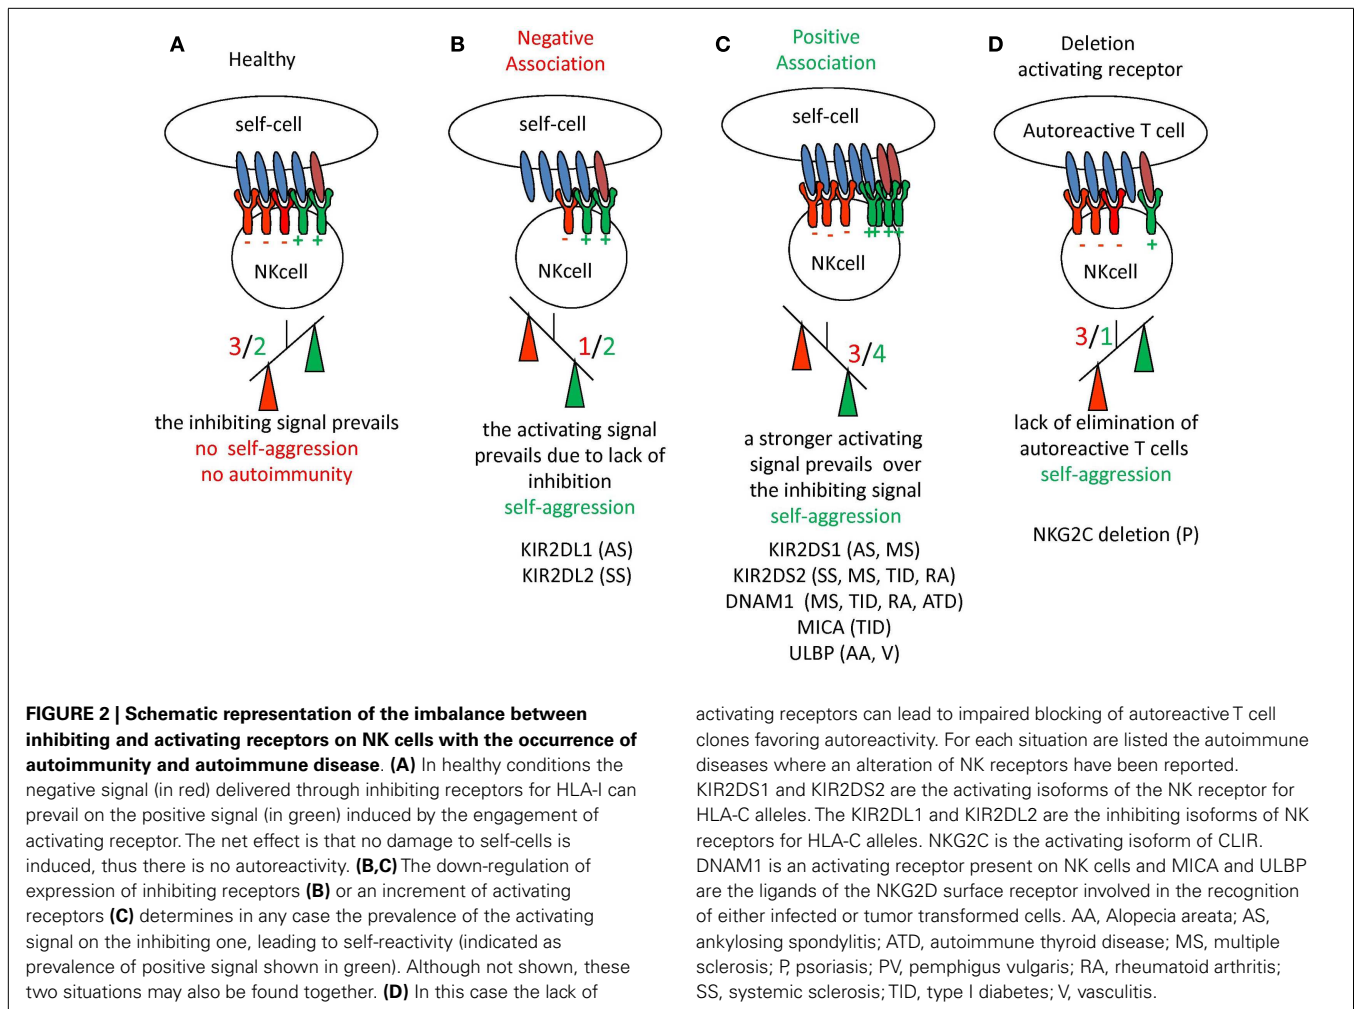 A
Healthy
self-cell
- - - + +
NKcell
3/2
the inhibiting signal prevails
no self-aggression
no autoimmunity
B
Negative
Association
self-cell
- + +
NKcell
1/2
the activating signal
prevails due to lack of
inhibition
self-aggression
KIR2DL1 (AS)
KIR2DL2 (SS)
C
Positive
Association
self-cell
- - - ++++
NKcell
3/4
a stronger activating
signal prevails over
the inhibiting signal
self-aggression
KIR2DS1 (AS, MS)
KIR2DS2 (SS, MS, TID, RA)
DNAM1 (MS, TID, RA, ATD)
MICA (TID)
ULBP (AA, V)
D
Deletion
activating receptor
Autoreactive T cell
- - - +
NKcell
3/1
lack of elimination of
autoreactive T cells
self-aggression
NKG2C deletion (P)
FIGURE 2 | Schematic representation of the imbalance between
inhibiting and activating receptors on NK cells with the occurrence of
autoimmunity and autoimmune disease. (A) In healthy conditions the
negative signal (in red) delivered through inhibiting receptors for HLA-I can
prevail on the positive signal (in green) induced by the engagement of
activating receptor. The net effect is that no damage to self-cells is
induced, thus there is no autoreactivity. (B,C) The down-regulation of
expression of inhibiting receptors (B) or an increment of activating
receptors (C) determines in any case the prevalence of the activating
signal on the inhibiting one, leading to self-reactivity (indicated as
prevalence of positive signal shown in green). Although not shown, these
two situations may also be found together. (D) In this case the lack of
activating receptors can lead to impaired blocking of autoreactive T cell
clones favoring autoreactivity. For each situation are listed the autoimmune
diseases where an alteration of NK receptors have been reported.
KIR2DS1 and KIR2DS2 are the activating isoforms of the NK receptor for
HLA-C alleles. The KIR2DL1 and KIR2DL2 are the inhibiting isoforms of NK
receptors for HLA-C alleles. NKG2C is the activating isoform of CLIR.
DNAM1 is an activating receptor present on NK cells and MICA and ULBP
are the ligands of the NKG2D surface receptor involved in the recognition
of either infected or tumor transformed cells. AA, Alopecia areata; AS,
ankylosing spondylitis; ATD, autoimmune thyroid disease; MS, multiple
sclerosis; P, psoriasis; PV, pemphigus vulgaris; RA, rheumatoid arthritis;
SS, systemic sclerosis; TID, type I diabetes; V, vasculitis.